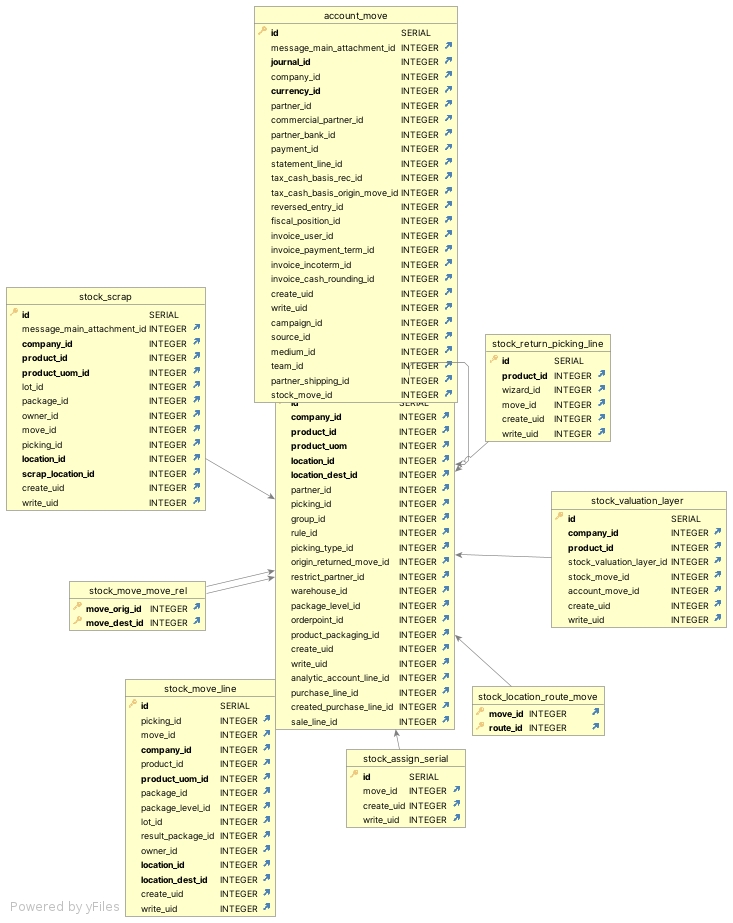 account_move
id SERIAL
message_main_attachment_id INTEGER
journal_id INTEGER
company_id INTEGER
currency_id INTEGER
partner_id INTEGER
commercial_partner_id INTEGER
partner_bank_id INTEGER
payment_id INTEGER
statement_line_id INTEGER
tax_cash_basis_rec_id INTEGER
tax_cash_basis_origin_move_id INTEGER
reversed_entry_id INTEGER
fiscal_position_id INTEGER
invoice_user_id INTEGER
invoice_payment_term_id INTEGER
invoice_incoterm_id INTEGER
invoice_cash_rounding_id INTEGER
create_uid INTEGER
write_uid INTEGER
campaign_id INTEGER
source_id INTEGER
medium_id INTEGER
team_id INTEGER
partner_shipping_id INTEGER
stock_move_id INTEGER
stock_scrap
id SERIAL
message_main_attachment_id INTEGER
company_id INTEGER
product_id INTEGER
product_uom_id INTEGER
lot_id INTEGER
package_id INTEGER
owner_id INTEGER
move_id INTEGER
picking_id INTEGER
location_id INTEGER
scrap_location_id INTEGER
create_uid INTEGER
write_uid INTEGER
stock_return_picking_line
id SERIAL
product_id INTEGER
wizard_id INTEGER
move_id INTEGER
create_uid INTEGER
write_uid INTEGER
id SERIAL
company_id INTEGER
product_id INTEGER
product_uom INTEGER
location_id INTEGER
location_dest_id INTEGER
partner_id INTEGER
picking_id INTEGER
group_id INTEGER
rule_id INTEGER
picking_type_id INTEGER
origin_returned_move_id INTEGER
restrict_partner_id INTEGER
warehouse_id INTEGER
package_level_id INTEGER
orderpoint_id INTEGER
product_packaging_id INTEGER
create_uid INTEGER
write_uid INTEGER
analytic_account_line_id INTEGER
purchase_line_id INTEGER
created_purchase_line_id INTEGER
sale_line_id INTEGER
stock_valuation_layer
id SERIAL
company_id INTEGER
product_id INTEGER
stock_valuation_layer_id INTEGER
stock_move_id INTEGER
account_move_id INTEGER
create_uid INTEGER
write_uid INTEGER
stock_move_move_rel
move_orig_id INTEGER
move_dest_id INTEGER
stock_move_line
id SERIAL
picking_id INTEGER
move_id INTEGER
company_id INTEGER
product_id INTEGER
product_uom_id INTEGER
package_id INTEGER
package_level_id INTEGER
lot_id INTEGER
result_package_id INTEGER
owner_id INTEGER
location_id INTEGER
location_dest_id INTEGER
create_uid INTEGER
write_uid INTEGER
stock_location_route_move
move_id INTEGER
route_id INTEGER
stock_assign_serial
id SERIAL
move_id INTEGER
create_uid INTEGER
write_uid INTEGER
Powered by yFiles